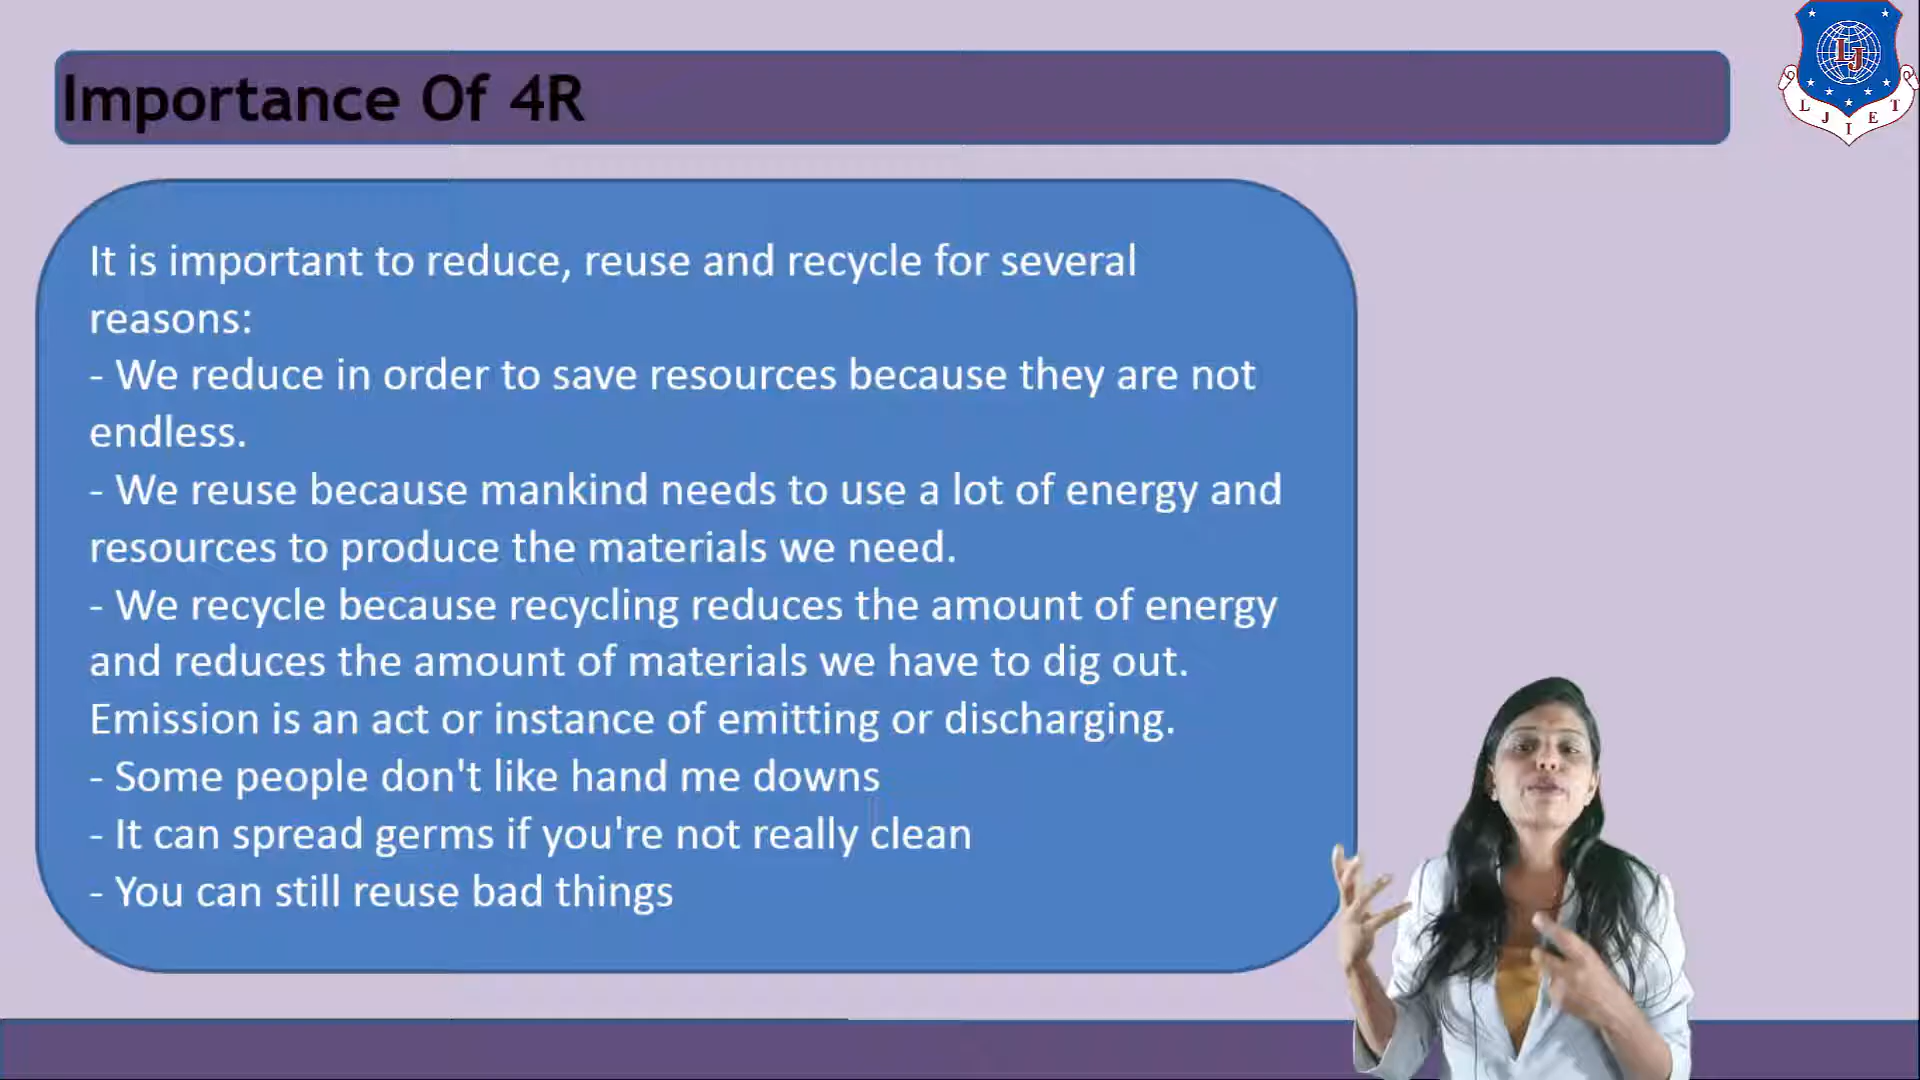 Importance Of 4R
LJ
L J I E T
It is important to reduce, reuse and recycle for several
reasons:
- We reduce in order to save resources because they are not
endless.
- We reuse because mankind needs to use a lot of energy and
resources to produce the materials we need.
- We recycle because recycling reduces the amount of energy
and reduces the amount of materials we have to dig out.
Emission is an act or instance of emitting or discharging.
- Some people don't like hand me downs
- It can spread germs if you're not really clean
- You can still reuse bad things